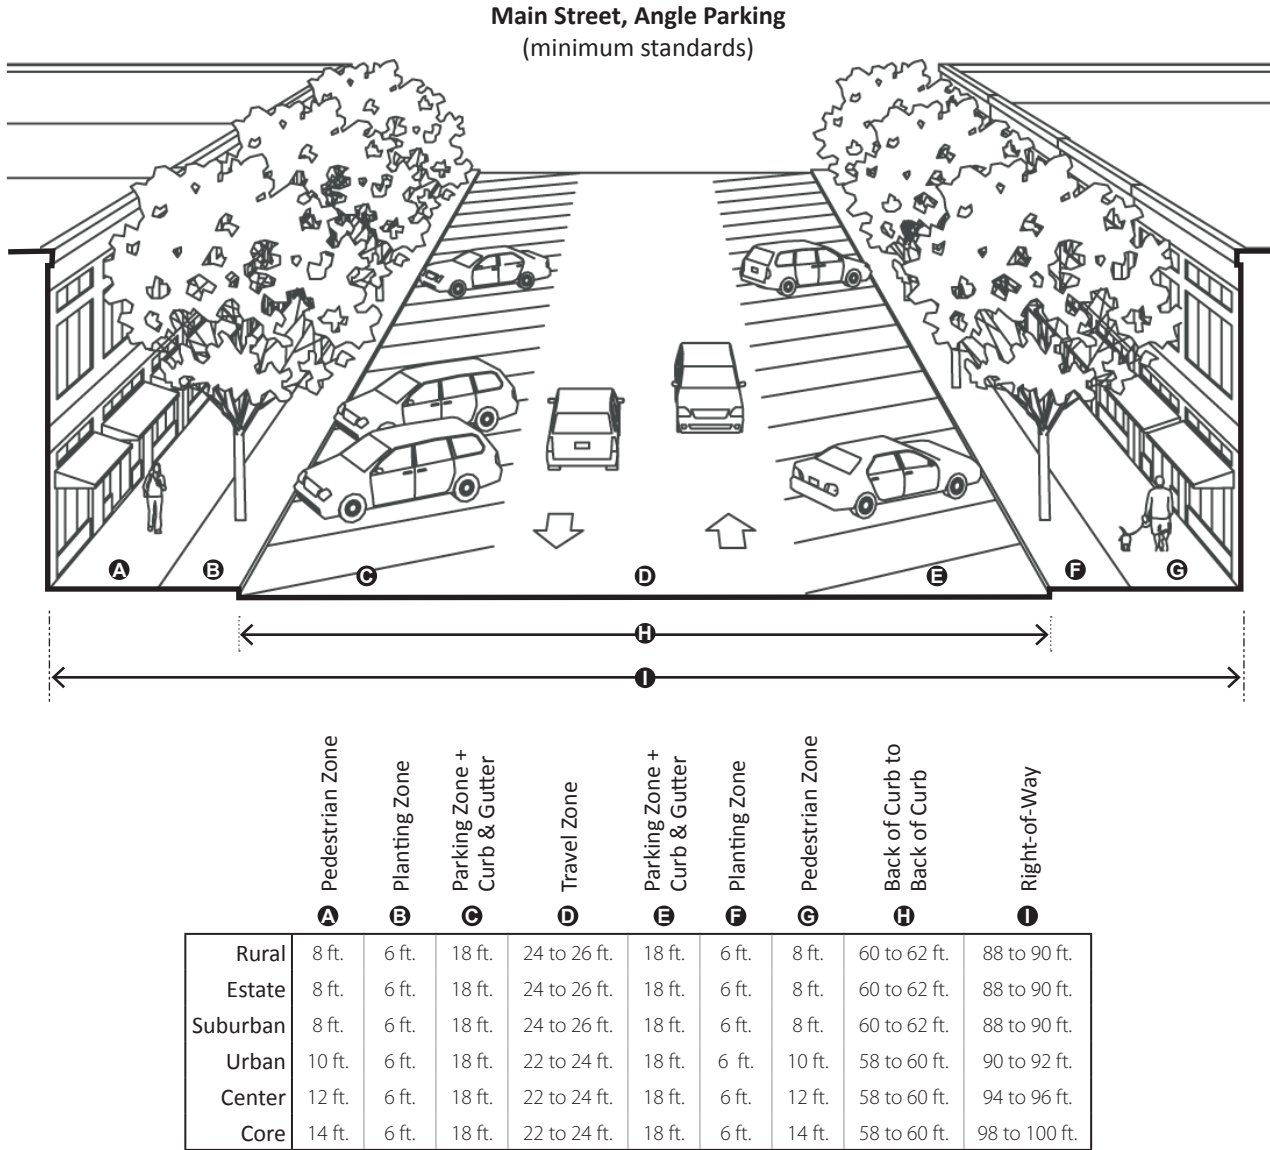 Main Street, Angle Parking
(minimum standards)
A B C D E F G
H
I
Pedestrian Zone
Planting Zone
Parking Zone +
Curb & Gutter
Travel Zone
Parking Zone +
Curb & Gutter
Planting Zone
Pedestrian Zone
Back of Curb to
Back of Curb
Right-of-Way
A B C D E F G H I
Rural 8 ft. 6 ft. 18 ft. 24 to 26 ft. 18 ft. 6 ft. 8 ft. 60 to 62 ft. 88 to 90 ft.
Estate 8 ft. 6 ft. 18 ft. 24 to 26 ft. 18 ft. 6 ft. 8 ft. 60 to 62 ft. 88 to 90 ft.
Suburban 8 ft. 6 ft. 18 ft. 24 to 26 ft. 18 ft. 6 ft. 8 ft. 60 to 62 ft. 88 to 90 ft.
Urban 10 ft. 6 ft. 18 ft. 22 to 24 ft. 18 ft. 6 ft. 10 ft. 58 to 60 ft. 90 to 92 ft.
Center 12 ft. 6 ft. 18 ft. 22 to 24 ft. 18 ft. 6 ft. 12 ft. 58 to 60 ft. 94 to 96 ft.
Core 14 ft. 6 ft. 18 ft. 22 to 24 ft. 18 ft. 6 ft. 14 ft. 58 to 60 ft. 98 to 100 ft.